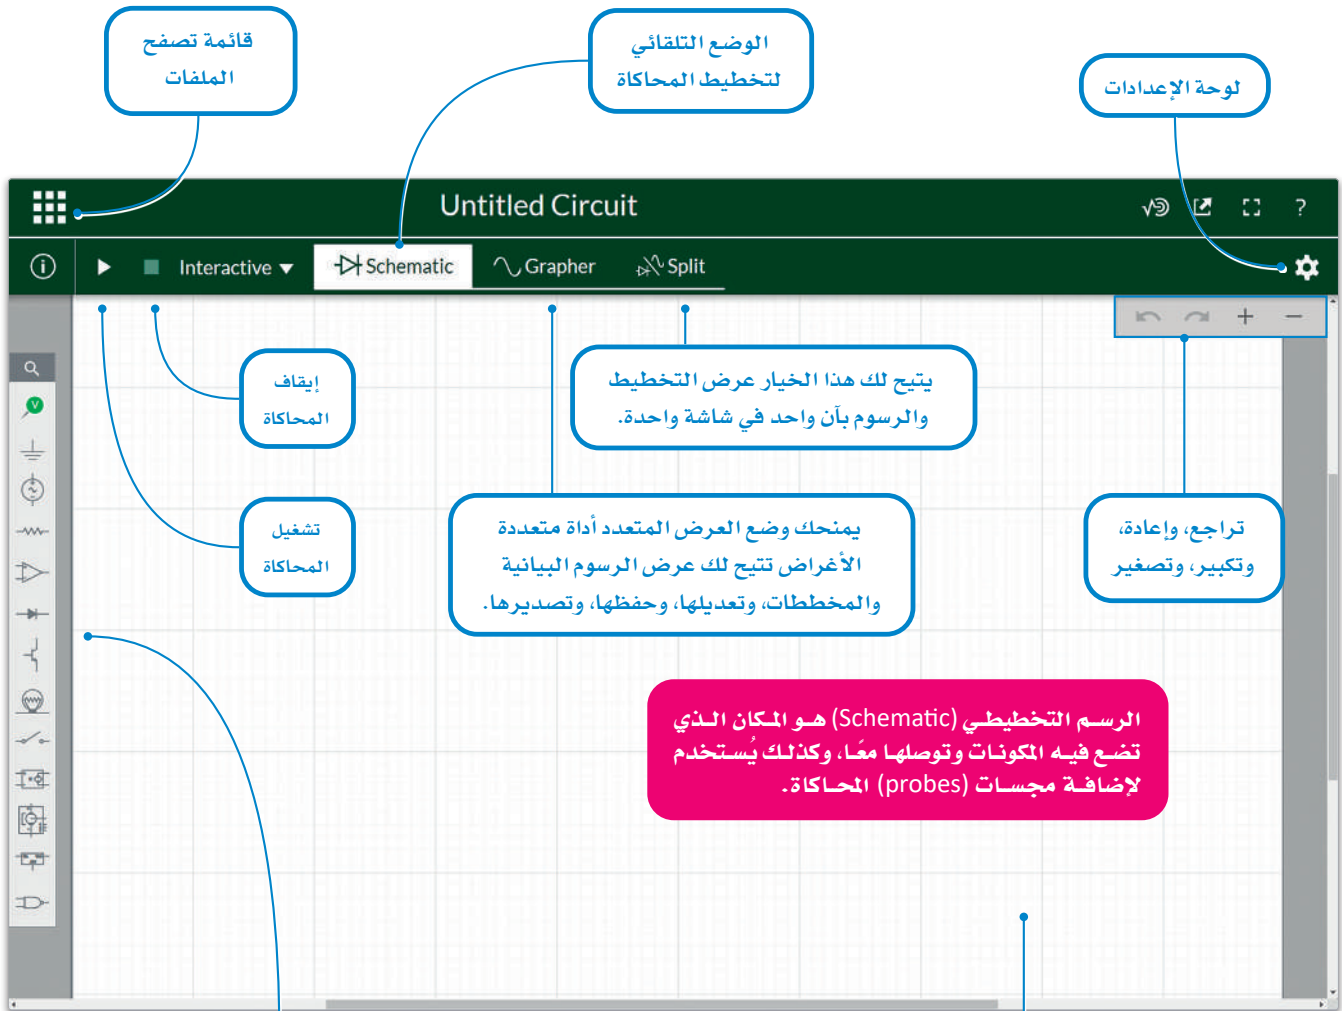 قائمة تصفح
الملفات
الوضع التلقائي
لتخطيط المحاكاة
لوحة الإعدادات
Untitled Circuit
?
Interactive
Schematic
Grapher
Split
إيقاف
المحاكاة
يتيح لك هذا الخيار عرض التخطيط
والرسوم بآن واحد في شاشة واحدة.
تشغيل
المحاكاة
يمنحك وضع العرض المتعدد أداة متعددة
الأغراض تتيح لك عرض الرسوم البيانية
والمخططات، وتعديلها، وحفظها، وتصديرها.
تراجع، وإعادة،
وتكبير، وتصغير
الرسم التخطيطي (Schematic) هو المكان الذي
تضع فيه المكونات وتوصلها معًا، وكذلك يُستخدم
لإضافة مجسات (probes) المحاكاة.
V